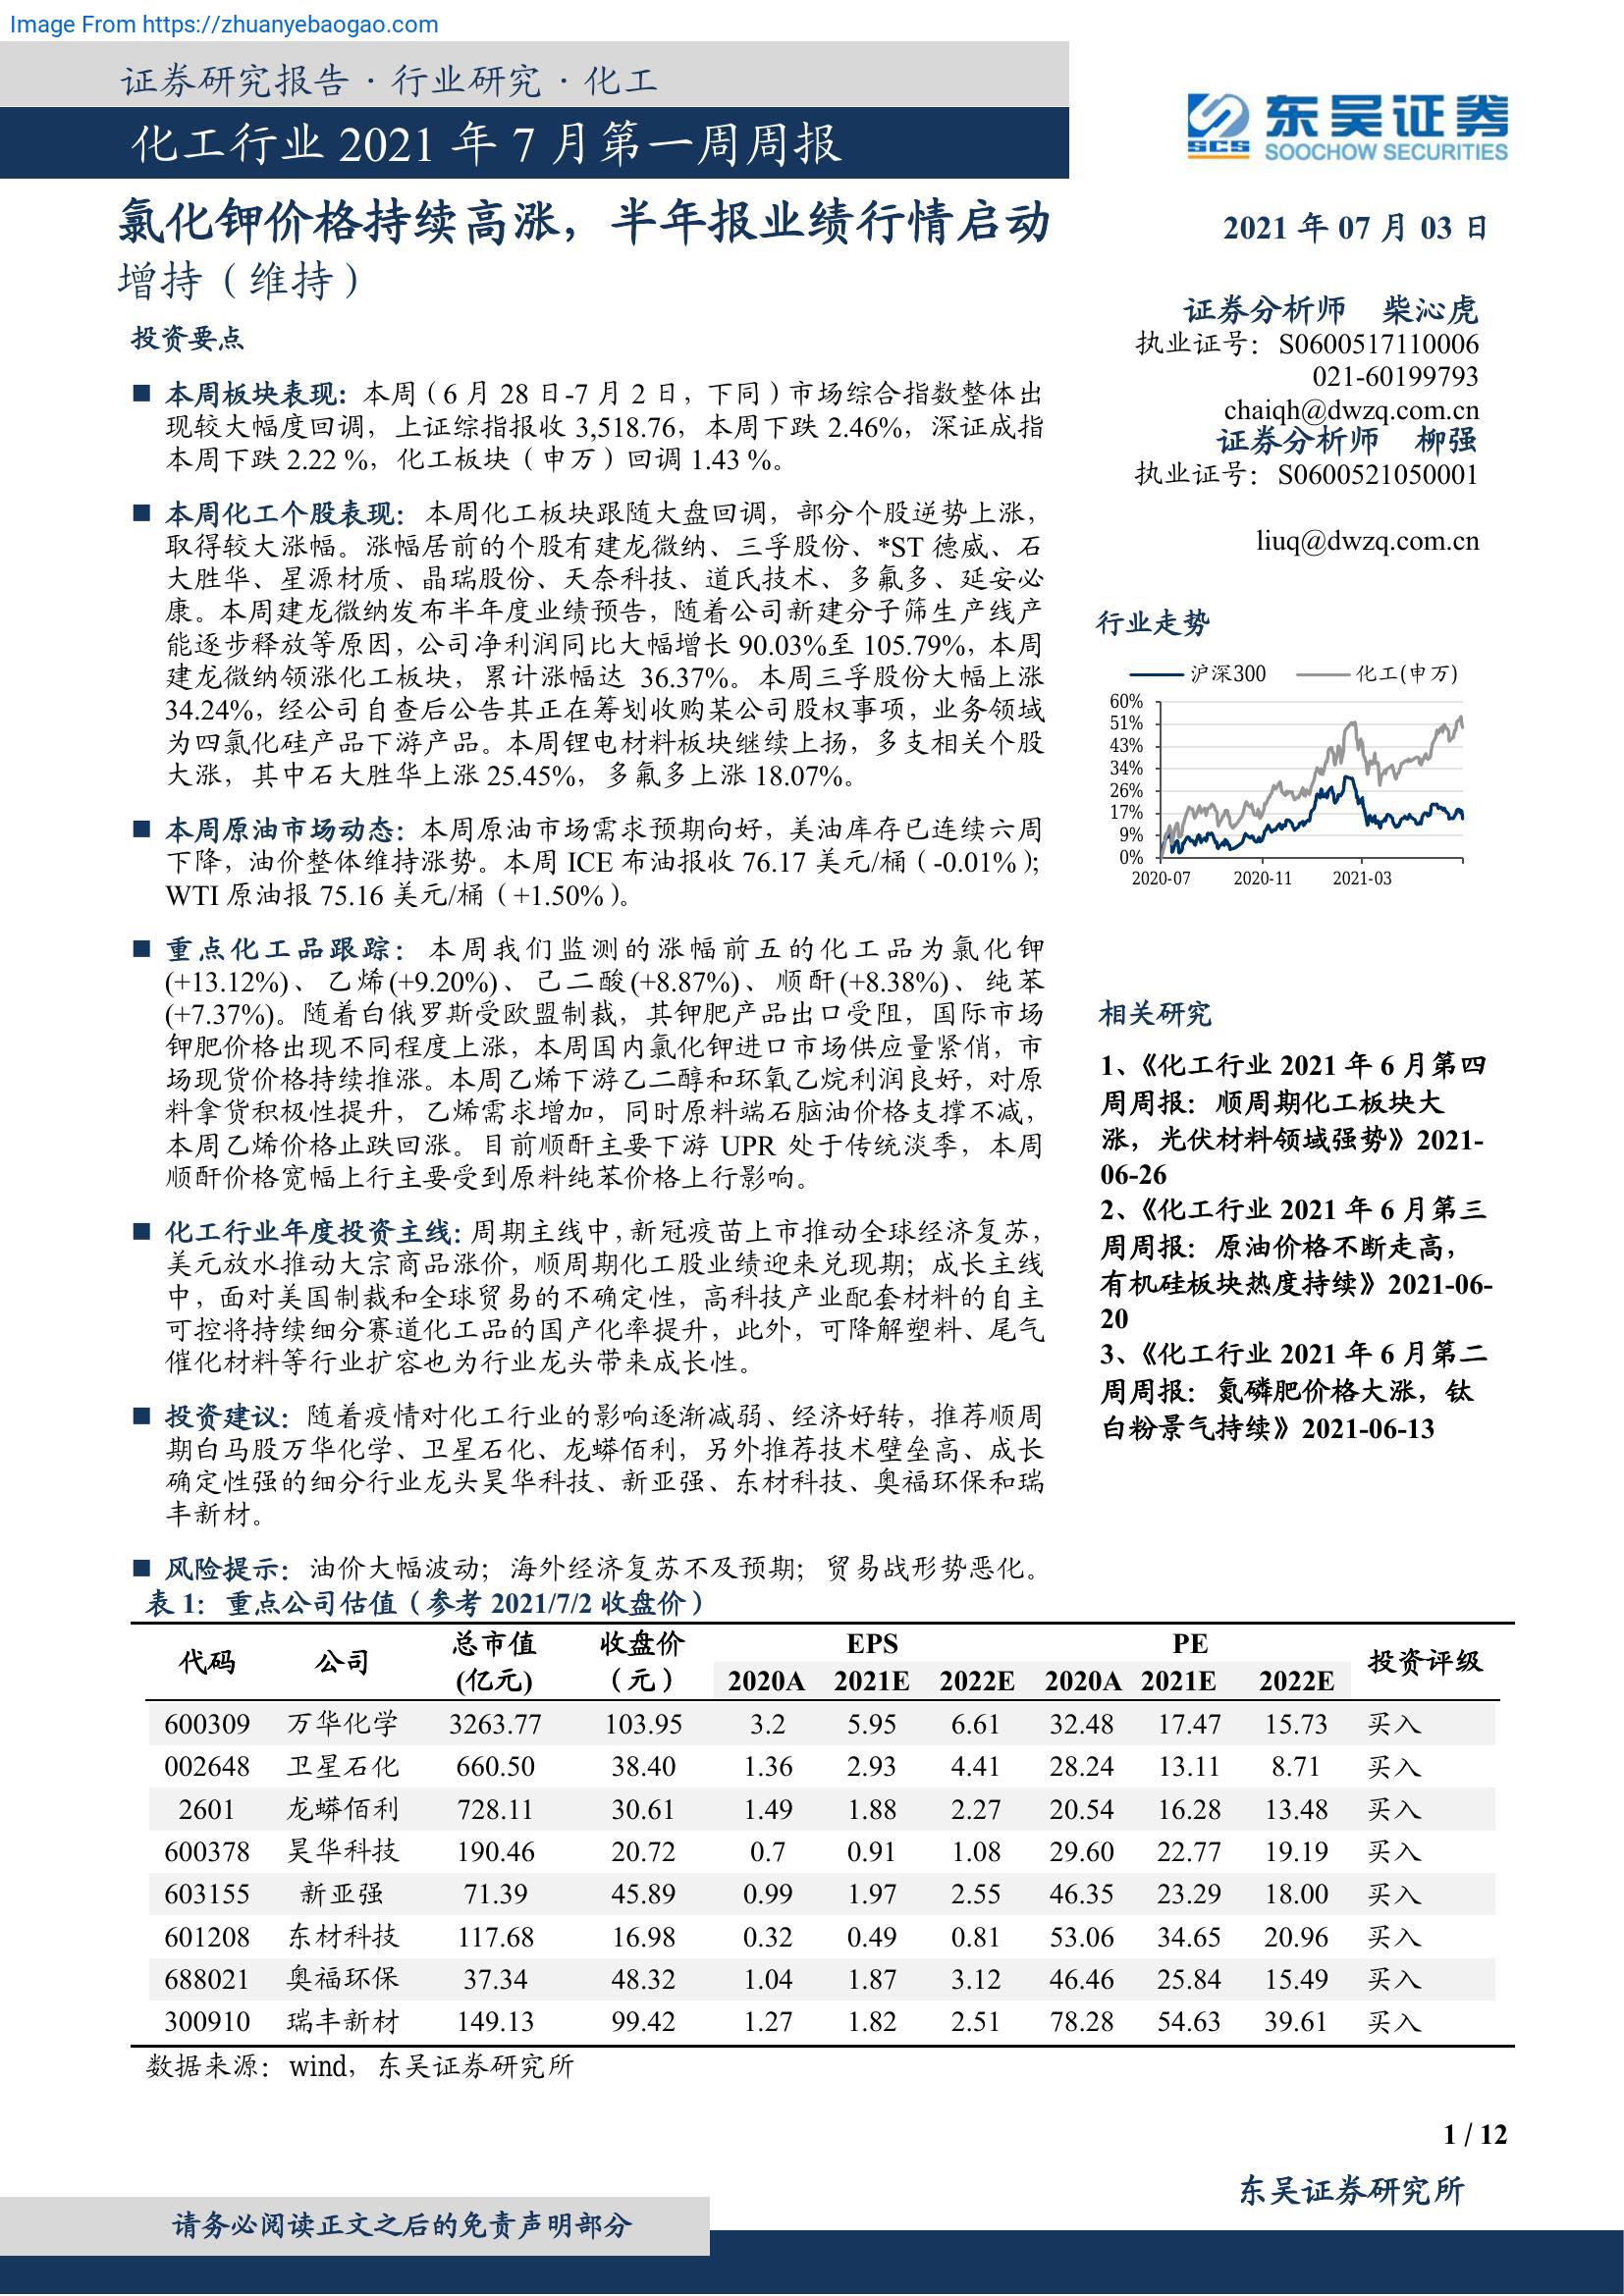 Image From https://zhuanyebaogao.com
证券研究报告·行业研究·化工
化工行业 2021 年 7 月第一周周报
东吴证券
SCS
SOOCHOW SECURITIES
氯化钾价格持续高涨，半年报业绩行情启动
增持（维持）
投资要点
■ 本周板块表现：本周（6 月 28 日-7 月 2 日，下同）市场综合指数整体出
现较大幅度回调，上证综指报收 3,518.76，本周下跌 2.46%，深证成指
本周下跌 2.22 %，化工板块（申万）回调 1.43 %。
■ 本周化工个股表现：本周化工板块跟随大盘回调，部分个股逆势上涨，
取得较大涨幅。涨幅居前的个股有建龙微纳、三孚股份、*ST 德威、石
大胜华、星源材质、晶瑞股份、天奈科技、道氏技术、多氟多、延安必
康。本周建龙微纳发布半年度业绩预告，随着公司新建分子筛生产线产
能逐步释放等原因，公司净利润同比大幅增长 90.03%至 105.79%，本周
建龙微纳领涨化工板块，累计涨幅达 36.37%。本周三孚股份大幅上涨
34.24%，经公司自查后公告其正在筹划收购某公司股权事项，业务领域
为四氯化硅产品下游产品。本周锂电材料板块继续上扬，多支相关个股
大涨，其中石大胜华上涨 25.45%，多氟多上涨 18.07%。
■ 本周原油市场动态：本周原油市场需求预期向好，美油库存已连续六周
下降，油价整体维持涨势。本周 ICE 布油报收 76.17 美元/桶（-0.01%）；
WTI 原油报 75.16 美元/桶（+1.50%）。
■ 重点化工品跟踪：本周我们监测的涨幅前五的化工品为氯化钾
(+13.12%)、乙烯(+9.20%)、己二酸(+8.87%)、顺酐(+8.38%)、纯苯
(+7.37%)。随着白俄罗斯受欧盟制裁，其钾肥产品出口受阻，国际市场
钾肥价格出现不同程度上涨，本周国内氯化钾进口市场供应量紧俏，市
场现货价格持续推涨。本周乙烯下游乙二醇和环氧乙烷利润良好，对原
料拿货积极性提升，乙烯需求增加，同时原料端石脑油价格支撑不减，
本周乙烯价格止跌回涨。目前顺酐主要下游 UPR 处于传统淡季，本周
顺酐价格宽幅上行主要受到原料纯苯价格上行影响。
■ 化工行业年度投资主线：周期主线中，新冠疫苗上市推动全球经济复苏，
美元放水推动大宗商品涨价，顺周期化工股业绩迎来兑现期；成长主线
中，面对美国制裁和全球贸易的不确定性，高科技产业配套材料的自主
可控将持续细分赛道化工品的国产化率提升，此外，可降解塑料、尾气
催化材料等行业扩容也为行业龙头带来成长性。
■ 投资建议：随着疫情对化工行业的影响逐渐减弱、经济好转，推荐顺周
期白马股万华化学、卫星石化、龙蟒佰利，另外推荐技术壁垒高、成长
确定性强的细分行业龙头昊华科技、新亚强、东材科技、奥福环保和瑞
丰新材。
■ 风险提示：油价大幅波动；海外经济复苏不及预期；贸易战形势恶化。
2021 年 07 月 03 日
证券分析师 柴沁虎
执业证号：S0600517110006
021-60199793
chaiqh@dwzq.com.cn
证券分析师 柳强
执业证号：S0600521050001
liuq@dwzq.com.cn
行业走势
沪深300 化工(申万)
60%
51%
43%
34%
26%
17%
9%
0%
2020-07 2020-11 2021-03
相关研究
1、《化工行业 2021 年 6 月第四
周周报：顺周期化工板块大
涨，光伏材料领域强势》2021-
06-26
2、《化工行业 2021 年 6 月第三
周周报：原油价格不断走高，
有机硅板块热度持续》2021-06-
20
3、《化工行业 2021 年 6 月第二
周周报：氮磷肥价格大涨，钛
白粉景气持续》2021-06-13
表 1：重点公司估值（参考 2021/7/2 收盘价）
代码 公司 总市值 (亿元) 收盘价 （元） EPS PE 投资评级
2020A 2021E 2022E 2020A 2021E 2022E
600309 万华化学 3263.77 103.95 3.2 5.95 6.61 32.48 17.47 15.73 买入
002648 卫星石化 660.50 38.40 1.36 2.93 4.41 28.24 13.11 8.71 买入
2601 龙蟒佰利 728.11 30.61 1.49 1.88 2.27 20.54 16.28 13.48 买入
600378 昊华科技 190.46 20.72 0.7 0.91 1.08 29.60 22.77 19.19 买入
603155 新亚强 71.39 45.89 0.99 1.97 2.55 46.35 23.29 18.00 买入
601208 东材科技 117.68 16.98 0.32 0.49 0.81 53.06 34.65 20.96 买入
688021 奥福环保 37.34 48.32 1.04 1.87 3.12 46.46 25.84 15.49 买入
300910 瑞丰新材 149.13 99.42 1.27 1.82 2.51 78.28 54.63 39.61 买入
数据来源：wind，东吴证券研究所
1 / 12
东吴证券研究所
请务必阅读正文之后的免责声明部分